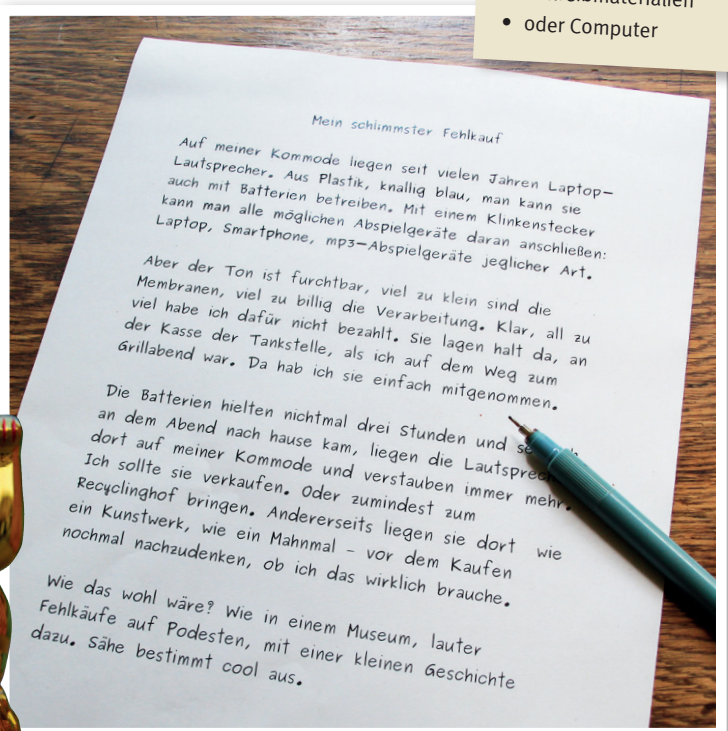 oder Computer
Mein schlimmster Fehlkauf
Auf meiner Kommode liegen seit vielen Jahren Laptop-
Lautsprecher. Aus Plastik, knallig blau, man kann sie
auch mit Batterien betreiben. Mit einem Klinkenstecker
kann man alle möglichen Abspielgeräte daran anschließen:
Laptop, Smartphone, mp3-Abspielgeräte jeglicher Art.
Aber der Ton ist furchtbar, viel zu klein sind die
Membranen, viel zu billig die Verarbeitung. Klar, all zu
viel habe ich dafür nicht bezahlt. Sie lagen halt da, an
der Kasse der Tankstelle, als ich auf dem Weg zum
Grillabend war. Da hab ich sie einfach mitgenommen.
Die Batterien hielten nichtmal drei Stunden und
an dem Abend nach hause kam, liegen die
dort auf meiner Kommode und verstauben immer mehr.
Ich sollte sie verkaufen. Oder zumindest zum
Recyclinghof bringen. Andererseits liegen sie dort wie
ein Kunstwerk, wie ein Mahnmal - vor dem Kaufen
nochmal nachzudenken, ob ich das wirklich brauche.
Wie das wohl wäre? Wie in einem Museum, lauter
Fehlkäufe auf Podesten, mit einer kleinen Geschichte
dazu. Sähe bestimmt cool aus.